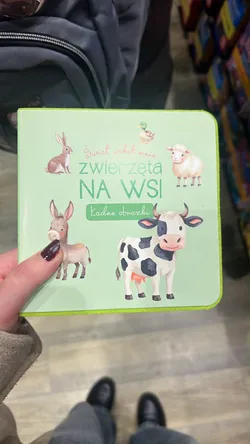 Świat wokół mnie
zwierzęta
NA WSI
Ładne obrazki